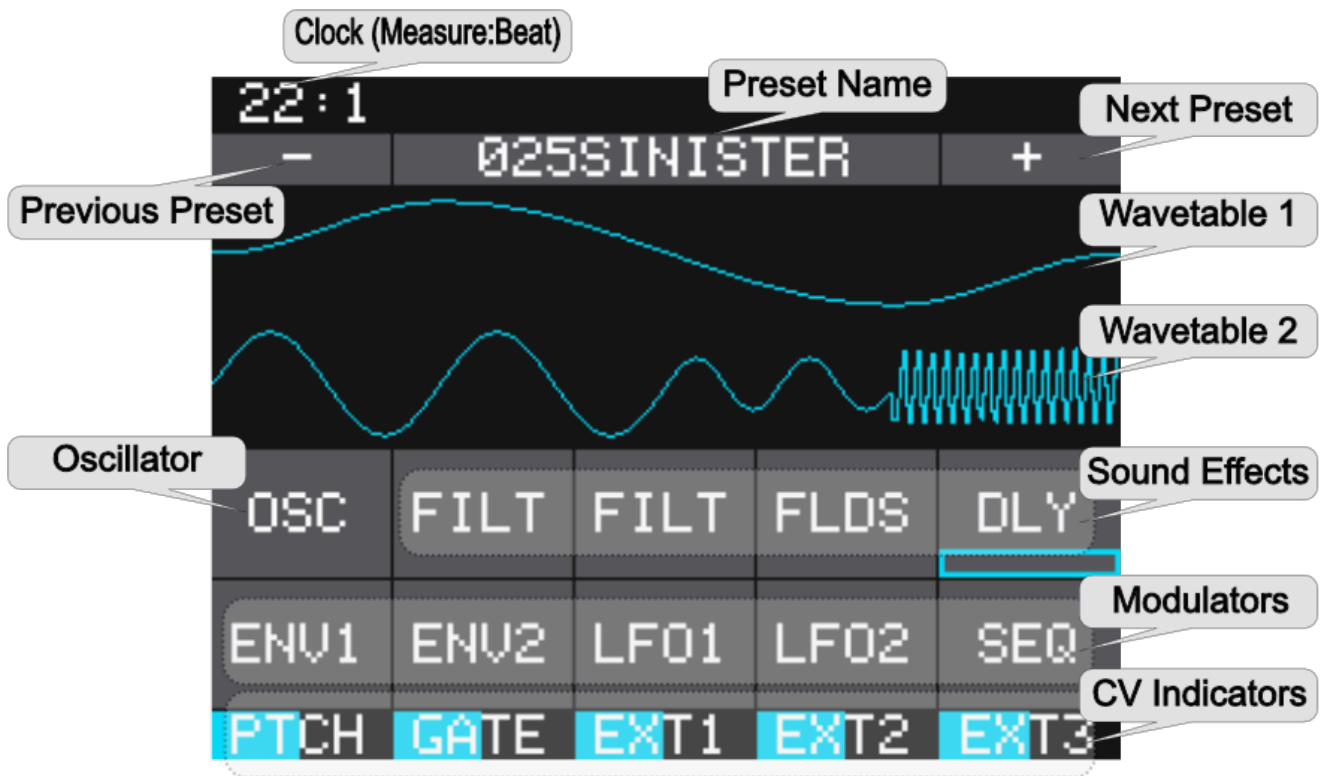 Clock (Measure:Beat)
Preset Name
22:1
Next Preset
- 025SINISTER +
Previous Preset
Wavetable 1
Wavetable 2
Oscillator
Sound Effects
OSC FILT FILT FLDS DLY
Modulators
ENV1 ENV2 LFO1 LFO2 SEQ
CV Indicators
PTCH GATE EXT1 EXT2 EXT3